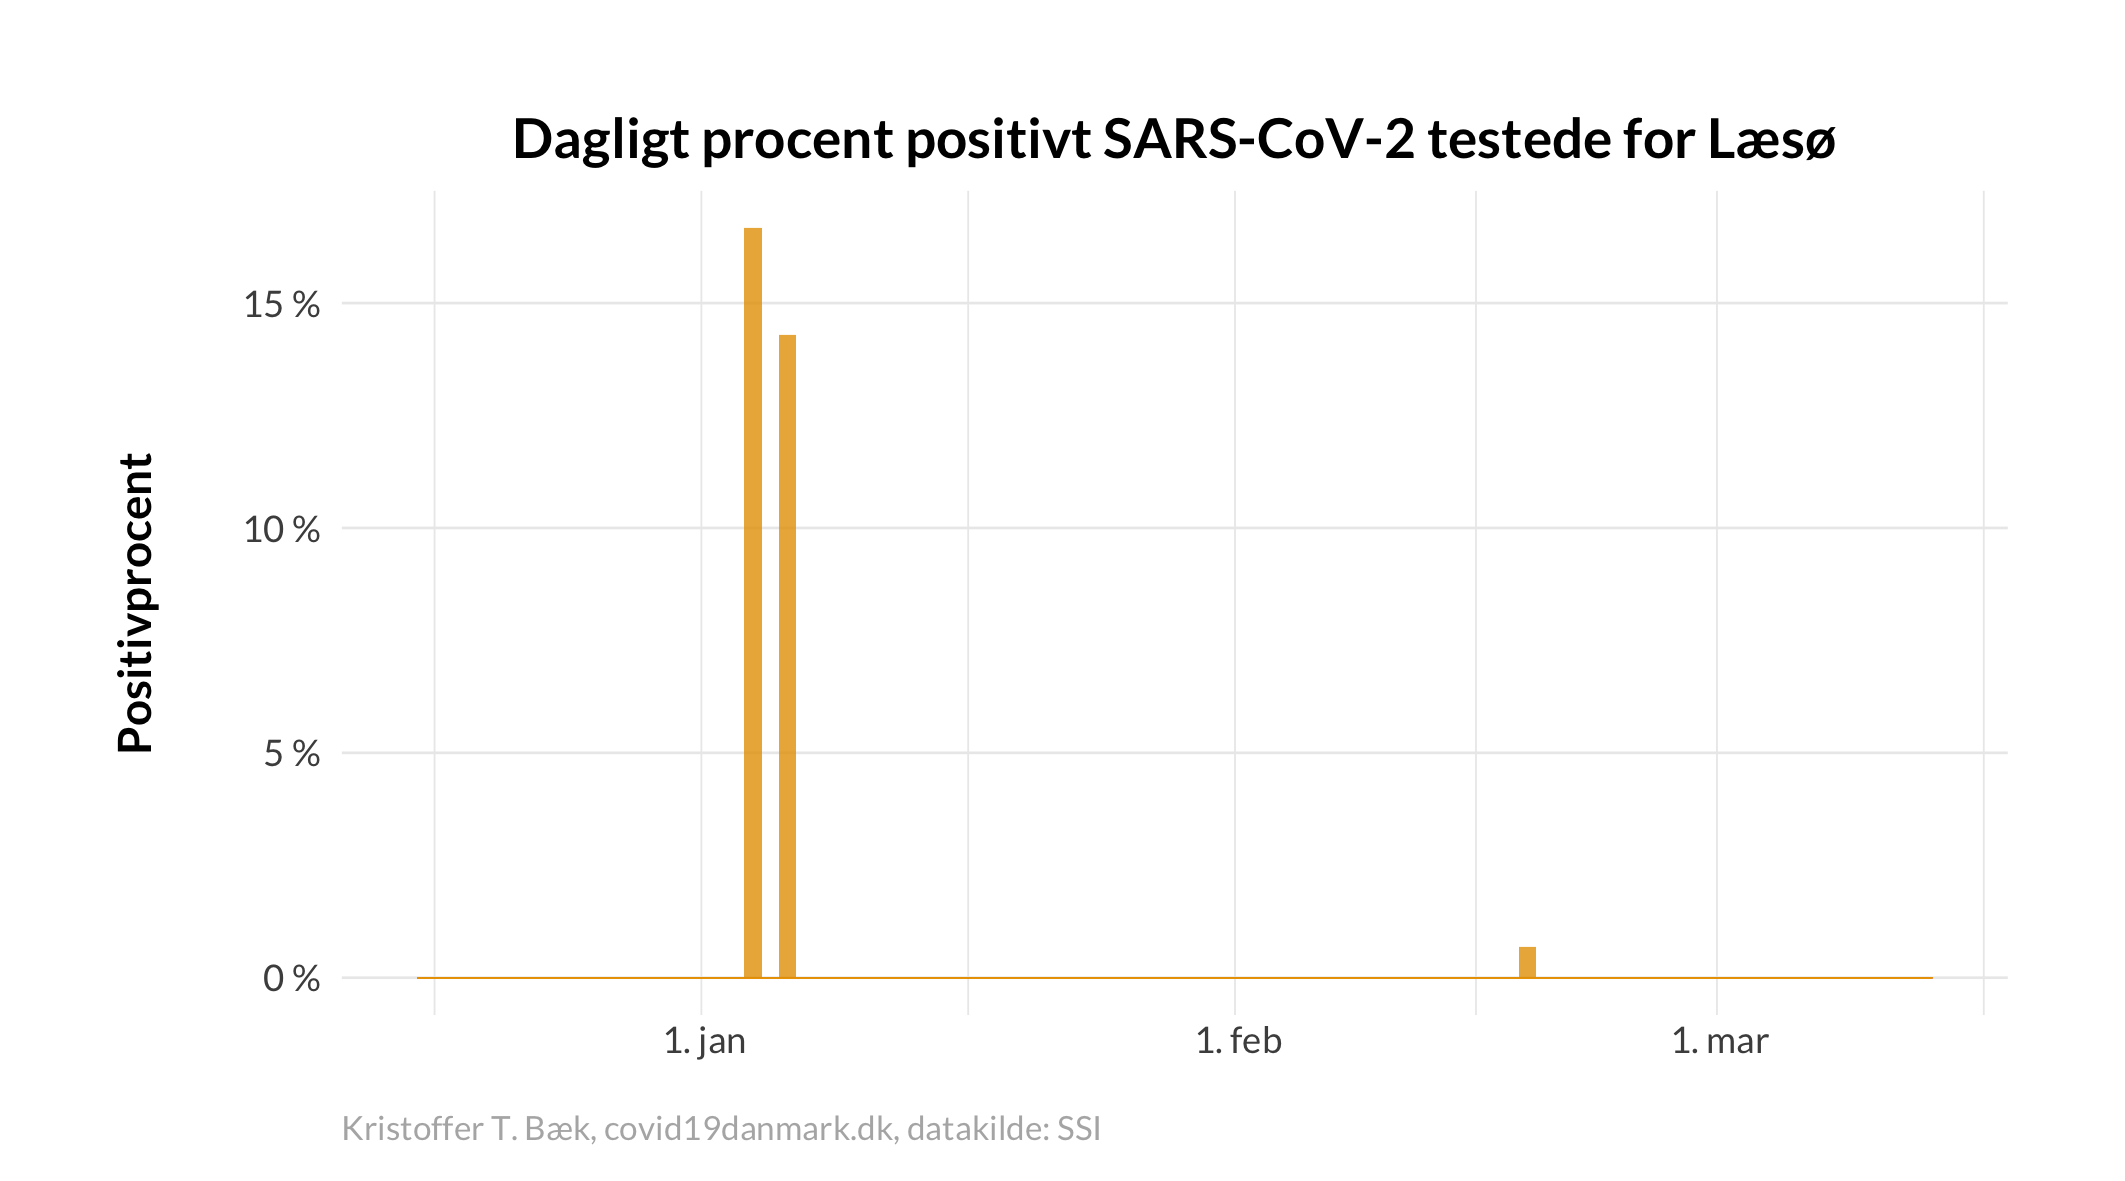 Dagligt procent positivt SARS-CoV-2 testede for Læsø
Positivprocent
15 %
10 %
5 %
0 %
1. jan
1. feb
1. mar
Kristoffer T. Bæk, covid19danmark.dk, datakilde: SSI